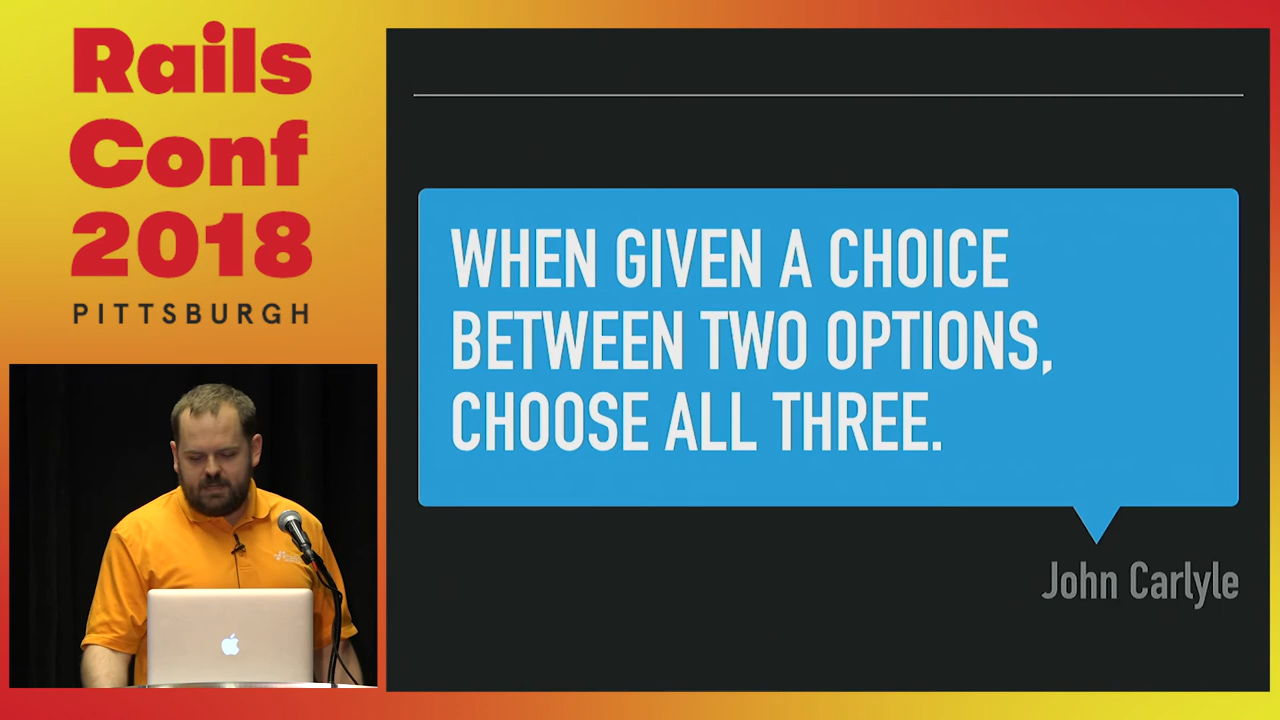 Rails
Conf
2018
PITTSBURGH
WHEN GIVEN A CHOICE
BETWEEN TWO OPTIONS,
CHOOSE ALL THREE.
John Carlyle